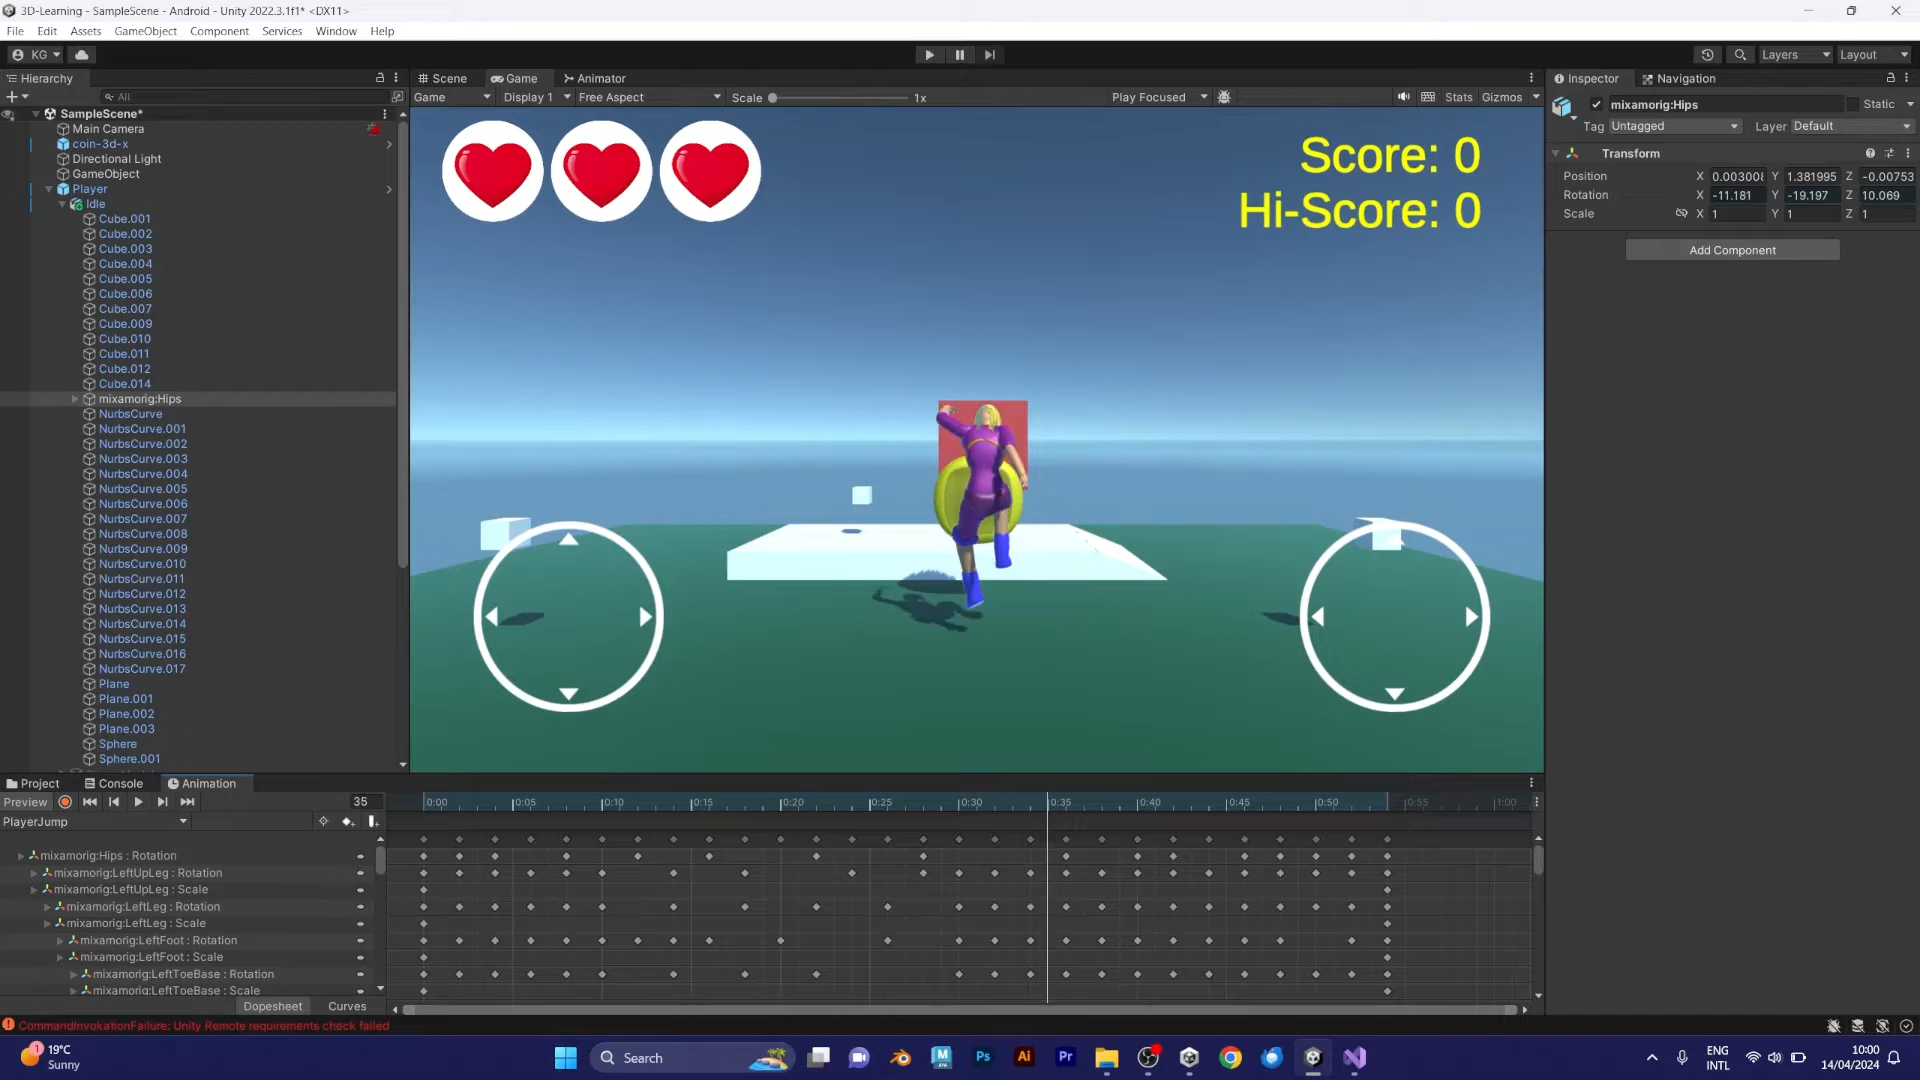 3D-Learning - SampleScene - Android - Unity 2022.3.1f1* <DX11>
File Edit Assets GameObject Component Services Window Help
KG
Layers Layout
Hierarchy
Scene Game Animator
Inspector Navigation
All
Game Display 1 Free Aspect Scale 1x Play Focused Stats Gizmos
mixamorig:Hips Static
Tag Untagged Layer Default
Transform
Position X 0.003008 Y 1.381995 Z -0.00753
Rotation X -11.181 Y -19.197 Z 10.069
Scale X 1 Y 1 Z 1
Add Component
SampleScene*
Main Camera
coin-3d-x
Directional Light
GameObject
Player
Idle
Cube.001
Cube.002
Cube.003
Cube.004
Cube.005
Cube.006
Cube.007
Cube.009
Cube.010
Cube.011
Cube.012
Cube.014
mixamorig:Hips
NurbsCurve
NurbsCurve.001
NurbsCurve.002
NurbsCurve.003
NurbsCurve.004
NurbsCurve.005
NurbsCurve.006
NurbsCurve.007
NurbsCurve.008
NurbsCurve.009
NurbsCurve.010
NurbsCurve.011
NurbsCurve.012
NurbsCurve.013
NurbsCurve.014
NurbsCurve.015
NurbsCurve.016
NurbsCurve.017
Plane
Plane.001
Plane.002
Plane.003
Sphere
Sphere.001
Score: 0
Hi-Score: 0
Project Console Animation
Preview 35 0:00 0:05 0:10 0:15 0:20 0:25 0:30 0:35 0:40 0:45 0:50 0:55 1:00
PlayerJump
mixamorig:Hips : Rotation
mixamorig:LeftUpLeg : Rotation
mixamorig:LeftUpLeg : Scale
mixamorig:LeftLeg : Rotation
mixamorig:LeftLeg : Scale
mixamorig:LeftFoot : Rotation
mixamorig:LeftFoot : Scale
mixamorig:LeftToeBase : Rotation
mixamorig:LeftToeBase : Scale
Dopesheet Curves
CommandInvokationFailure: Unity Remote requirements check failed
1
19°C
Sunny
Search
Ps Ai Pr
ENG
INTL
10:00
14/04/2024